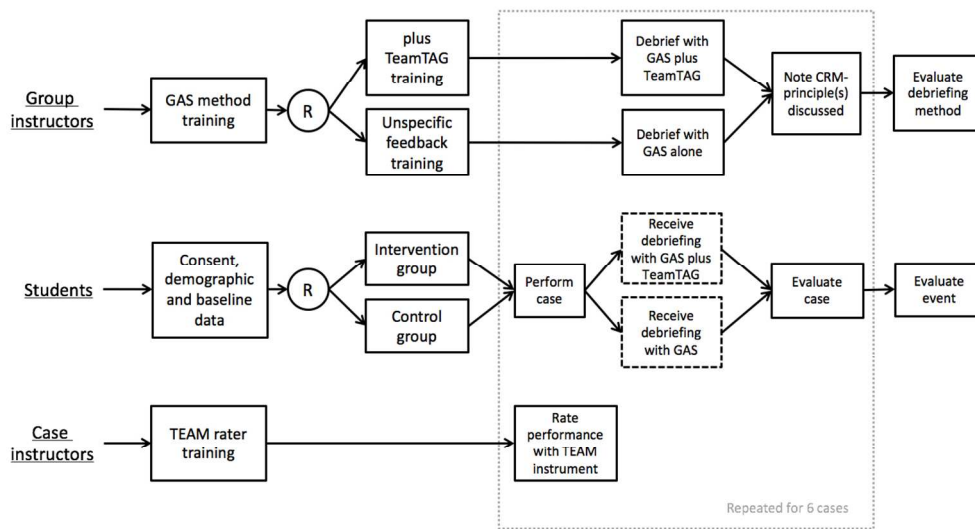 Group
instructors
GAS method
training
R
plus
TeamTAG
training
Unspecific
feedback
training
Debrief with
GAS plus
TeamTAG
Debrief with
GAS alone
Note CRM-
principle(s)
discussed
Evaluate
debriefing
method
Students
Consent,
demographic
and baseline
data
R
Intervention
group
Control
group
Perform
case
Receive
debriefing
with GAS plus
TeamTAG
Receive
debriefing
with GAS
Evaluate
case
Evaluate
event
Case
instructors
TEAM rater
training
Rate
performance
with TEAM
instrument
Repeated for 6 cases